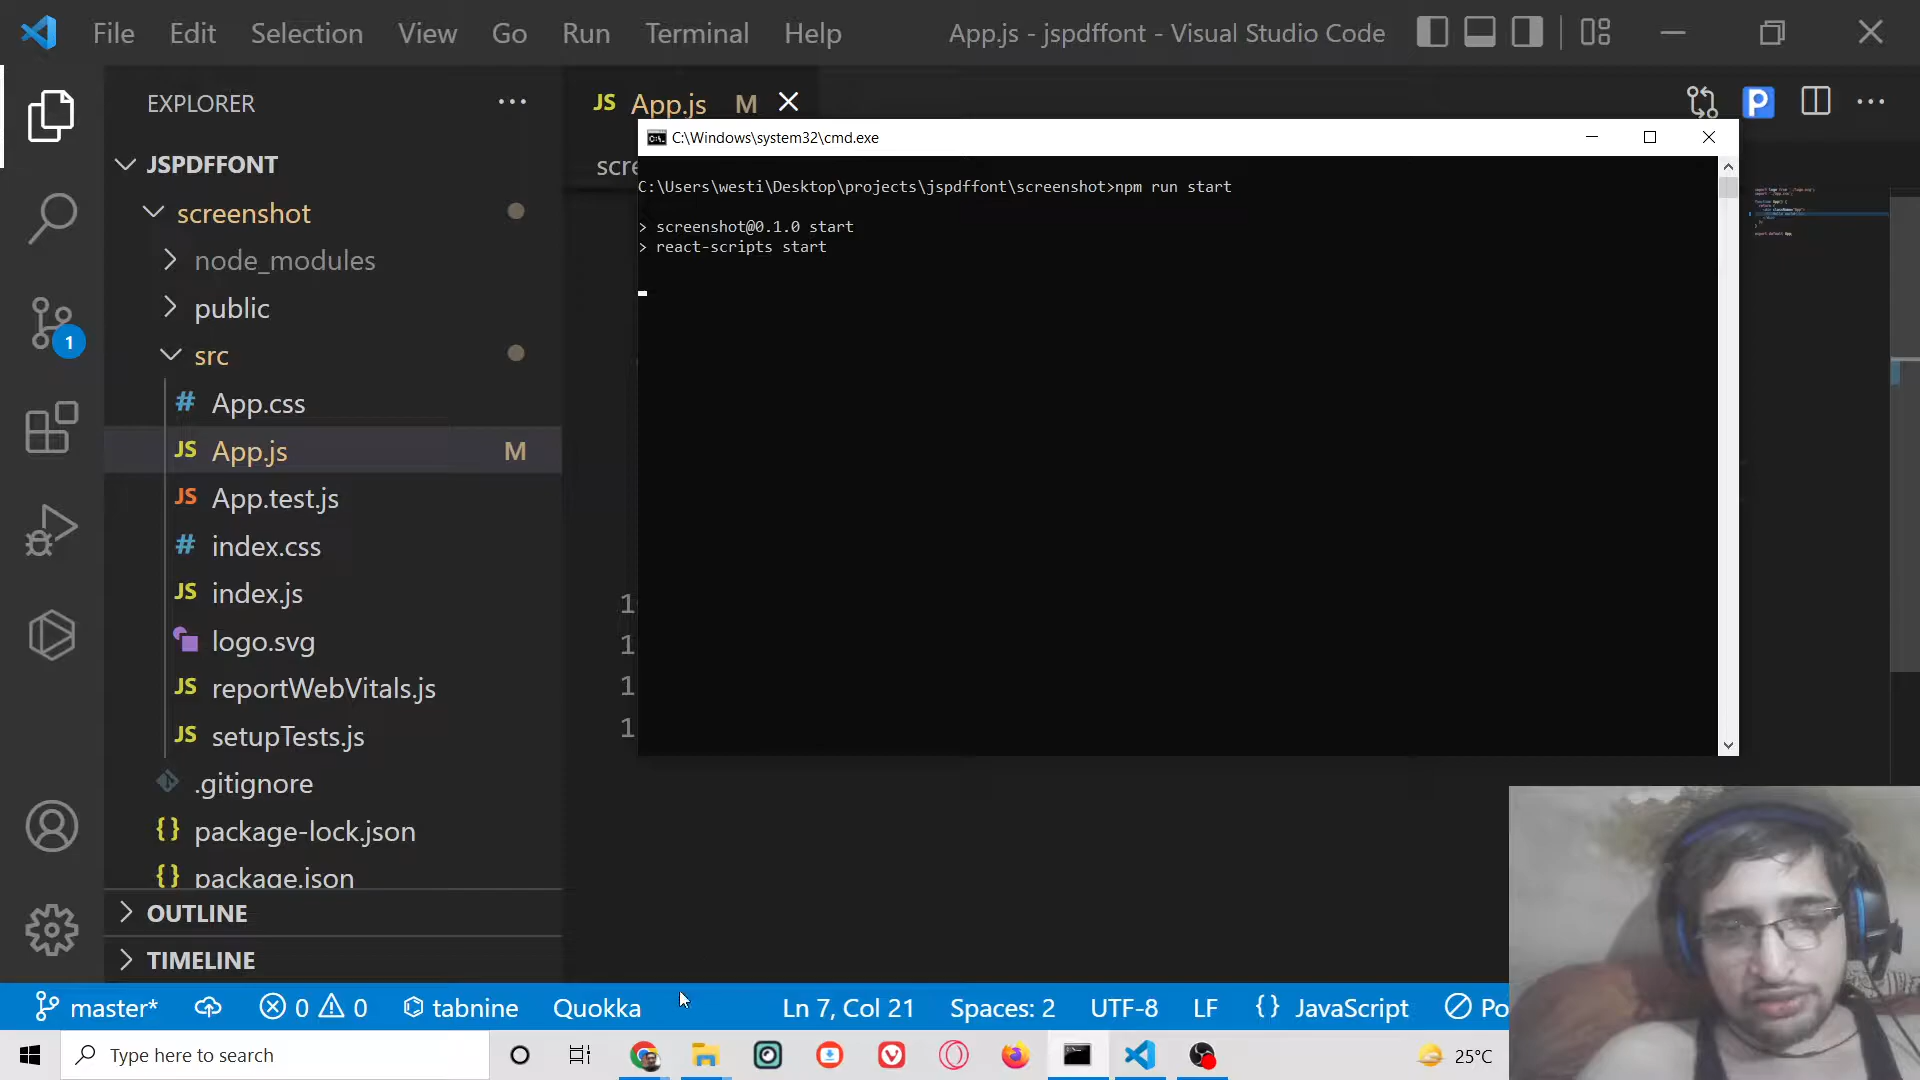 File Edit Selection View Go Run Terminal Help App.js - jspdffont - Visual Studio Code
EXPLORER
JS App.js M
C:\Windows\system32\cmd.exe
JSPDFFONT
scre
C:\Users\westi\Desktop\projects\jspdffont\screenshot>npm run start
screenshot
> screenshot@0.1.0 start
> react-scripts start
node_modules
public
1
src
# App.css
JS App.js M
JS App.test.js
# index.css
JS index.js
logo.svg
JS reportWebVitals.js
JS setupTests.js
.gitignore
{} package-lock.json
{} package.json
1
1
1
1
OUTLINE
TIMELINE
master* 0 0 tabnine Quokka Ln 7, Col 21 Spaces: 2 UTF-8 LF {} JavaScript Po
Type here to search 25°C